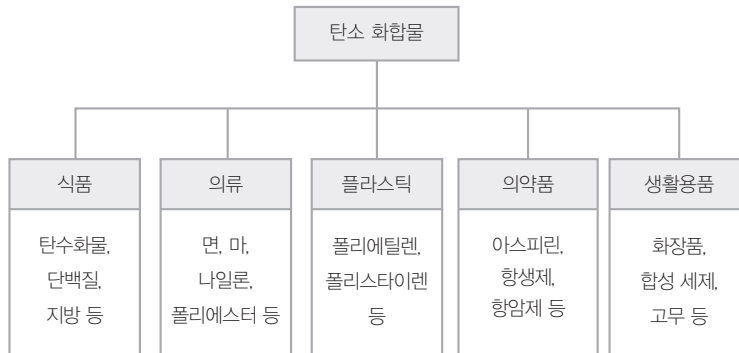 탄소 화합물
식품
의류
플라스틱
의약품
생활용품
탄수화물,
단백질,
지방 등
면, 마,
나일론,
폴리에스터 등
폴리에틸렌,
폴리스타이렌
등
아스피린,
항생제,
항암제 등
화장품,
합성 세제,
고무 등